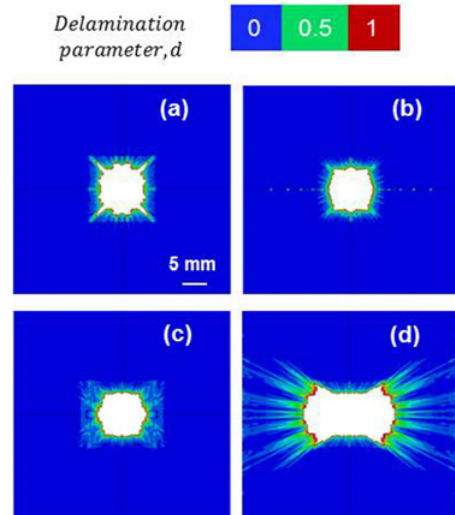 Delamination
parameter,d
0 0.5 1
(a)
(b)
5 mm
(c)
(d)